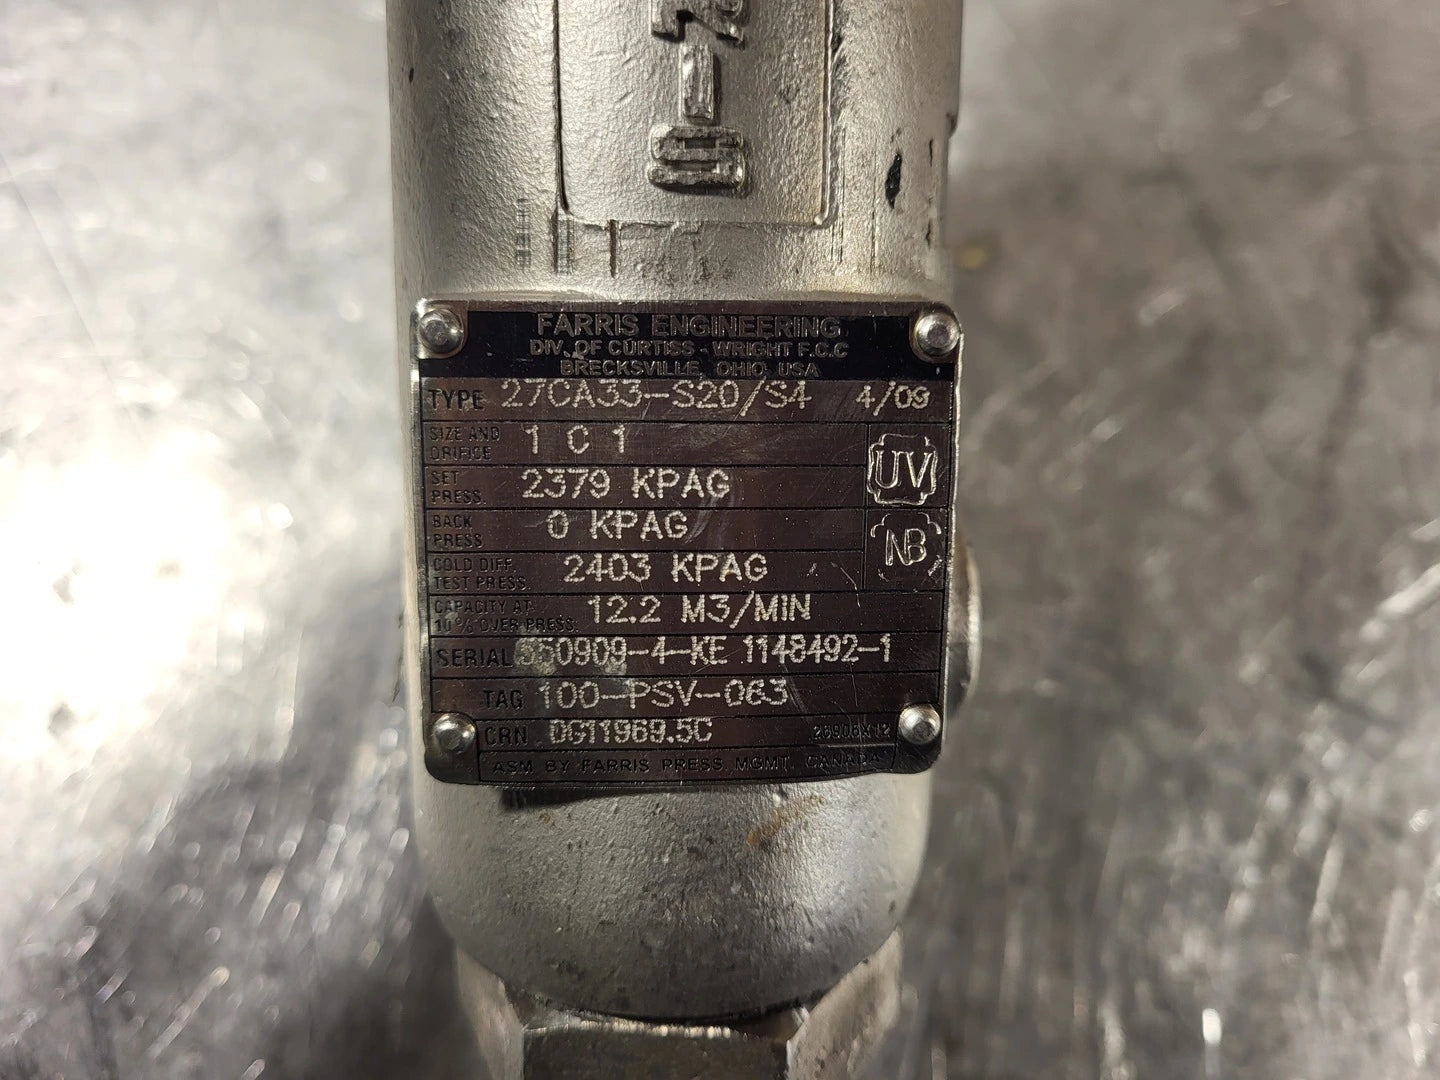 FARRIS ENGINEERING
DIV. OF CURTISS-WRIGHT F.C.C
BRECKSVILLE, OHIO, USA
TYPE 27CA33-S20/S4 4/09
SIZE AND ORIFICE 1 C 1
UV
SET PRESS. 2379 KPAG
BACK PRESS 0 KPAG
NB
COLD DIFF. TEST PRESS. 2403 KPAG
CAPACITY AT 10% OVER PRESS. 12.2 M3/MIN
SERIAL 1148492-1
TAG 100-PSV-063
CRN 0G11969.5C
ASM. BY FARRIS PRESS. MGMT. CANADA